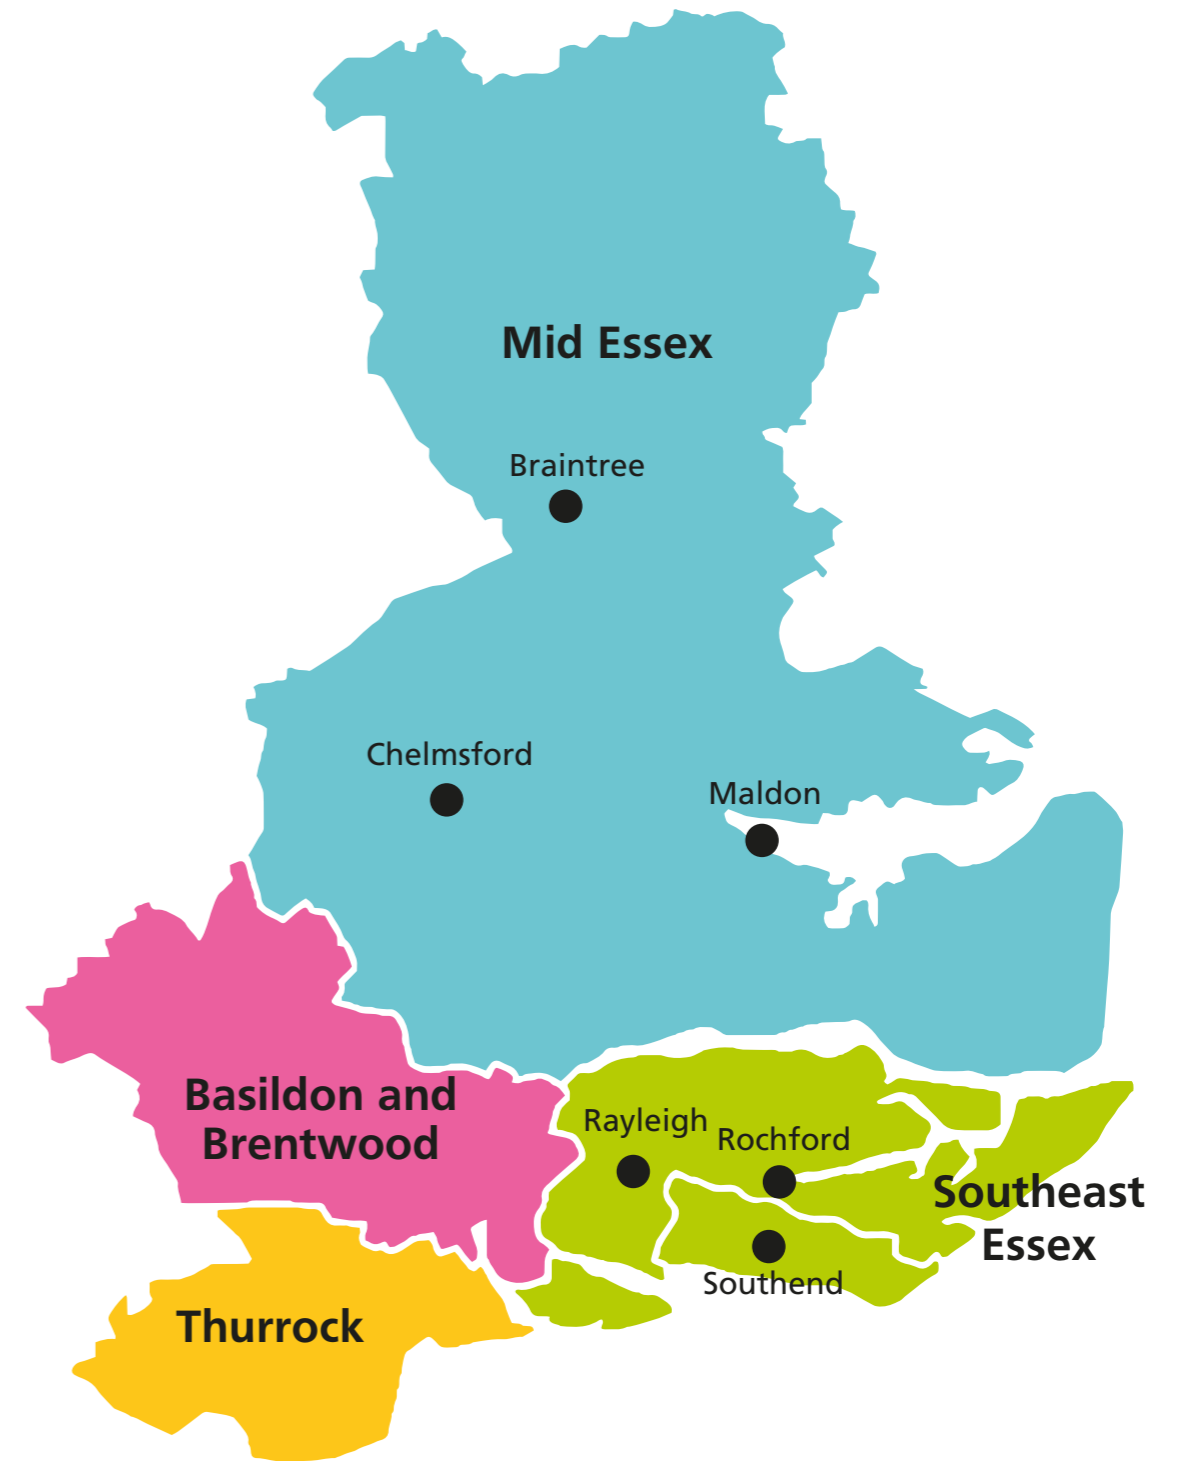 Mid Essex
Braintree
Chelmsford
Maldon
Basildon and
Brentwood
Rayleigh
Rochford
Southeast
Essex
Southend
Thurrock